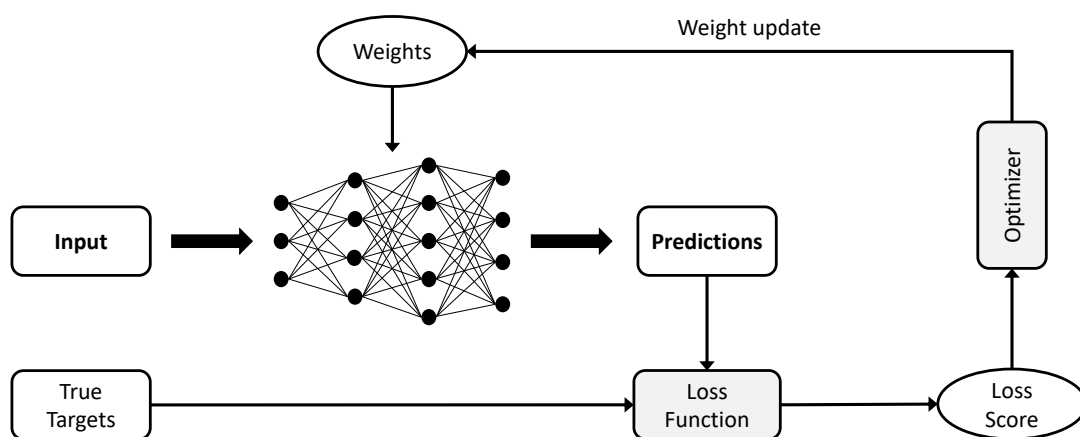 Weight update
Weights
Optimizer
Input
Predictions
True
Targets
Loss
Function
Loss
Score